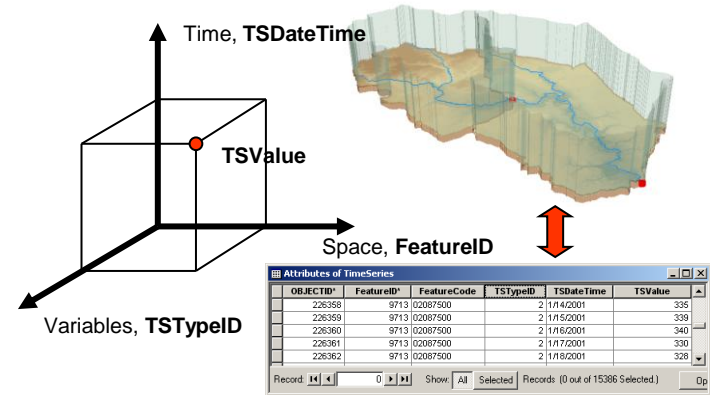 Time, TSDateTime
TSValue
Space, FeatureID
Variables, TSTypeID
Attributes of TimeSeries
OBJECTID* FeatureID* FeatureCode TSTypeID TSDateTime TSValue
226358 9713 02087500 2 1/14/2001 335
226359 9713 02087500 2 1/15/2001 339
226360 9713 02087500 2 1/16/2001 340
226361 9713 02087500 2 1/17/2001 330
226362 9713 02087500 2 1/18/2001 328
Record: 0 Show: All Selected Records (0 out of 15386 Selected.) Op